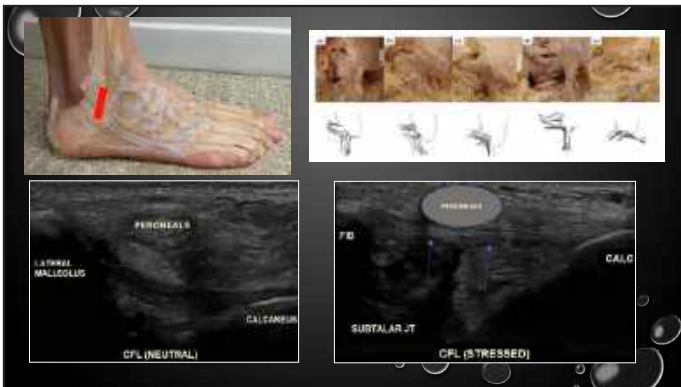 PERONEALS
LATERAL
MALLEOLUS
CALCANEUS
CFL (NEUTRAL)
PERONEALS
FIB
CALC
SUBTALAR JT
CFL (STRESSED)